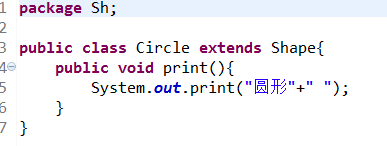 1 package Sh;
2
3 public class Circle extends Shape{
4     public void print(){
5         System.out.print("圆形"+" ");
6     }
7 }